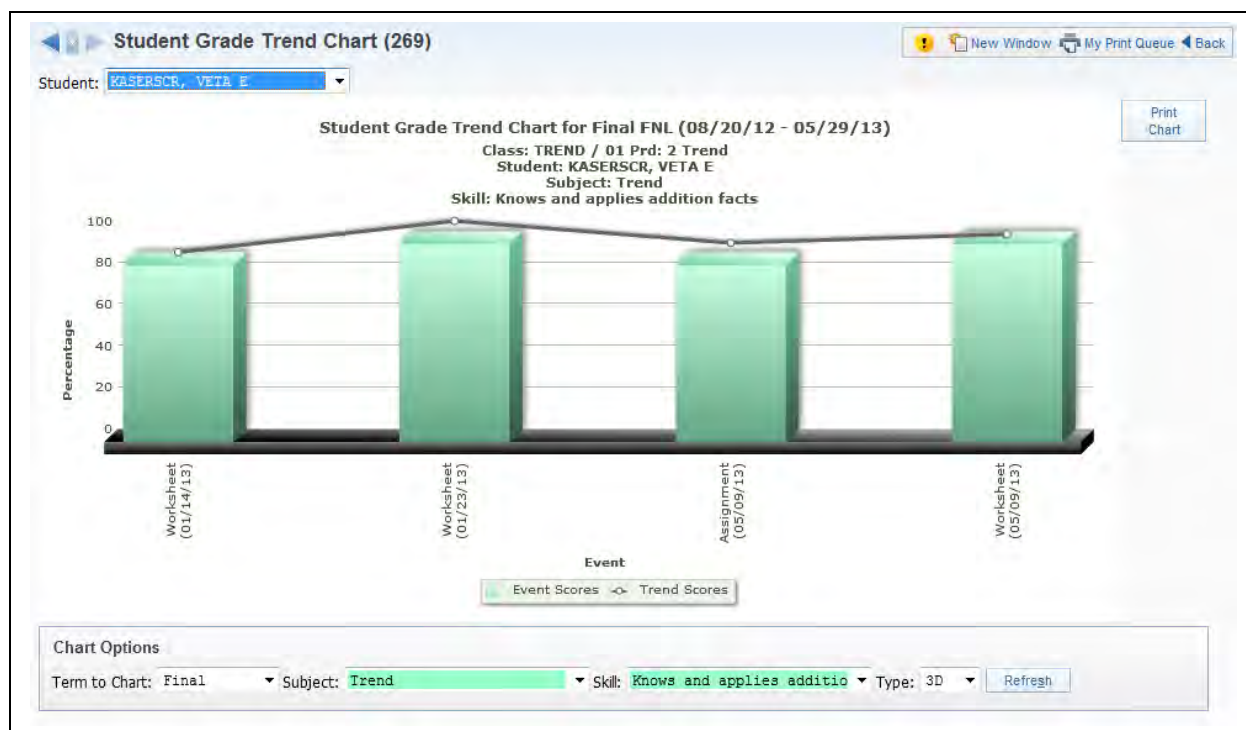 Student Grade Trend Chart (269)
New Window My Print Queue Back
Student: KASERSCR, VETA E
Print
Chart
Student Grade Trend Chart for Final FNL (08/20/12 - 05/29/13)
Class: TREND / 01 Prd: 2 Trend
Student: KASERSCR, VETA E
Subject: Trend
Skill: Knows and applies addition facts
100
80
60
40
20
0
Percentage
Worksheet
(01/14/13)
Worksheet
(01/23/13)
Assignment
(05/09/13)
Worksheet
(05/09/13)
Event
Event Scores Trend Scores
Chart Options
Term to Chart: Final Subject: Trend Skill: Knows and applies additio Type: 3D Refresh